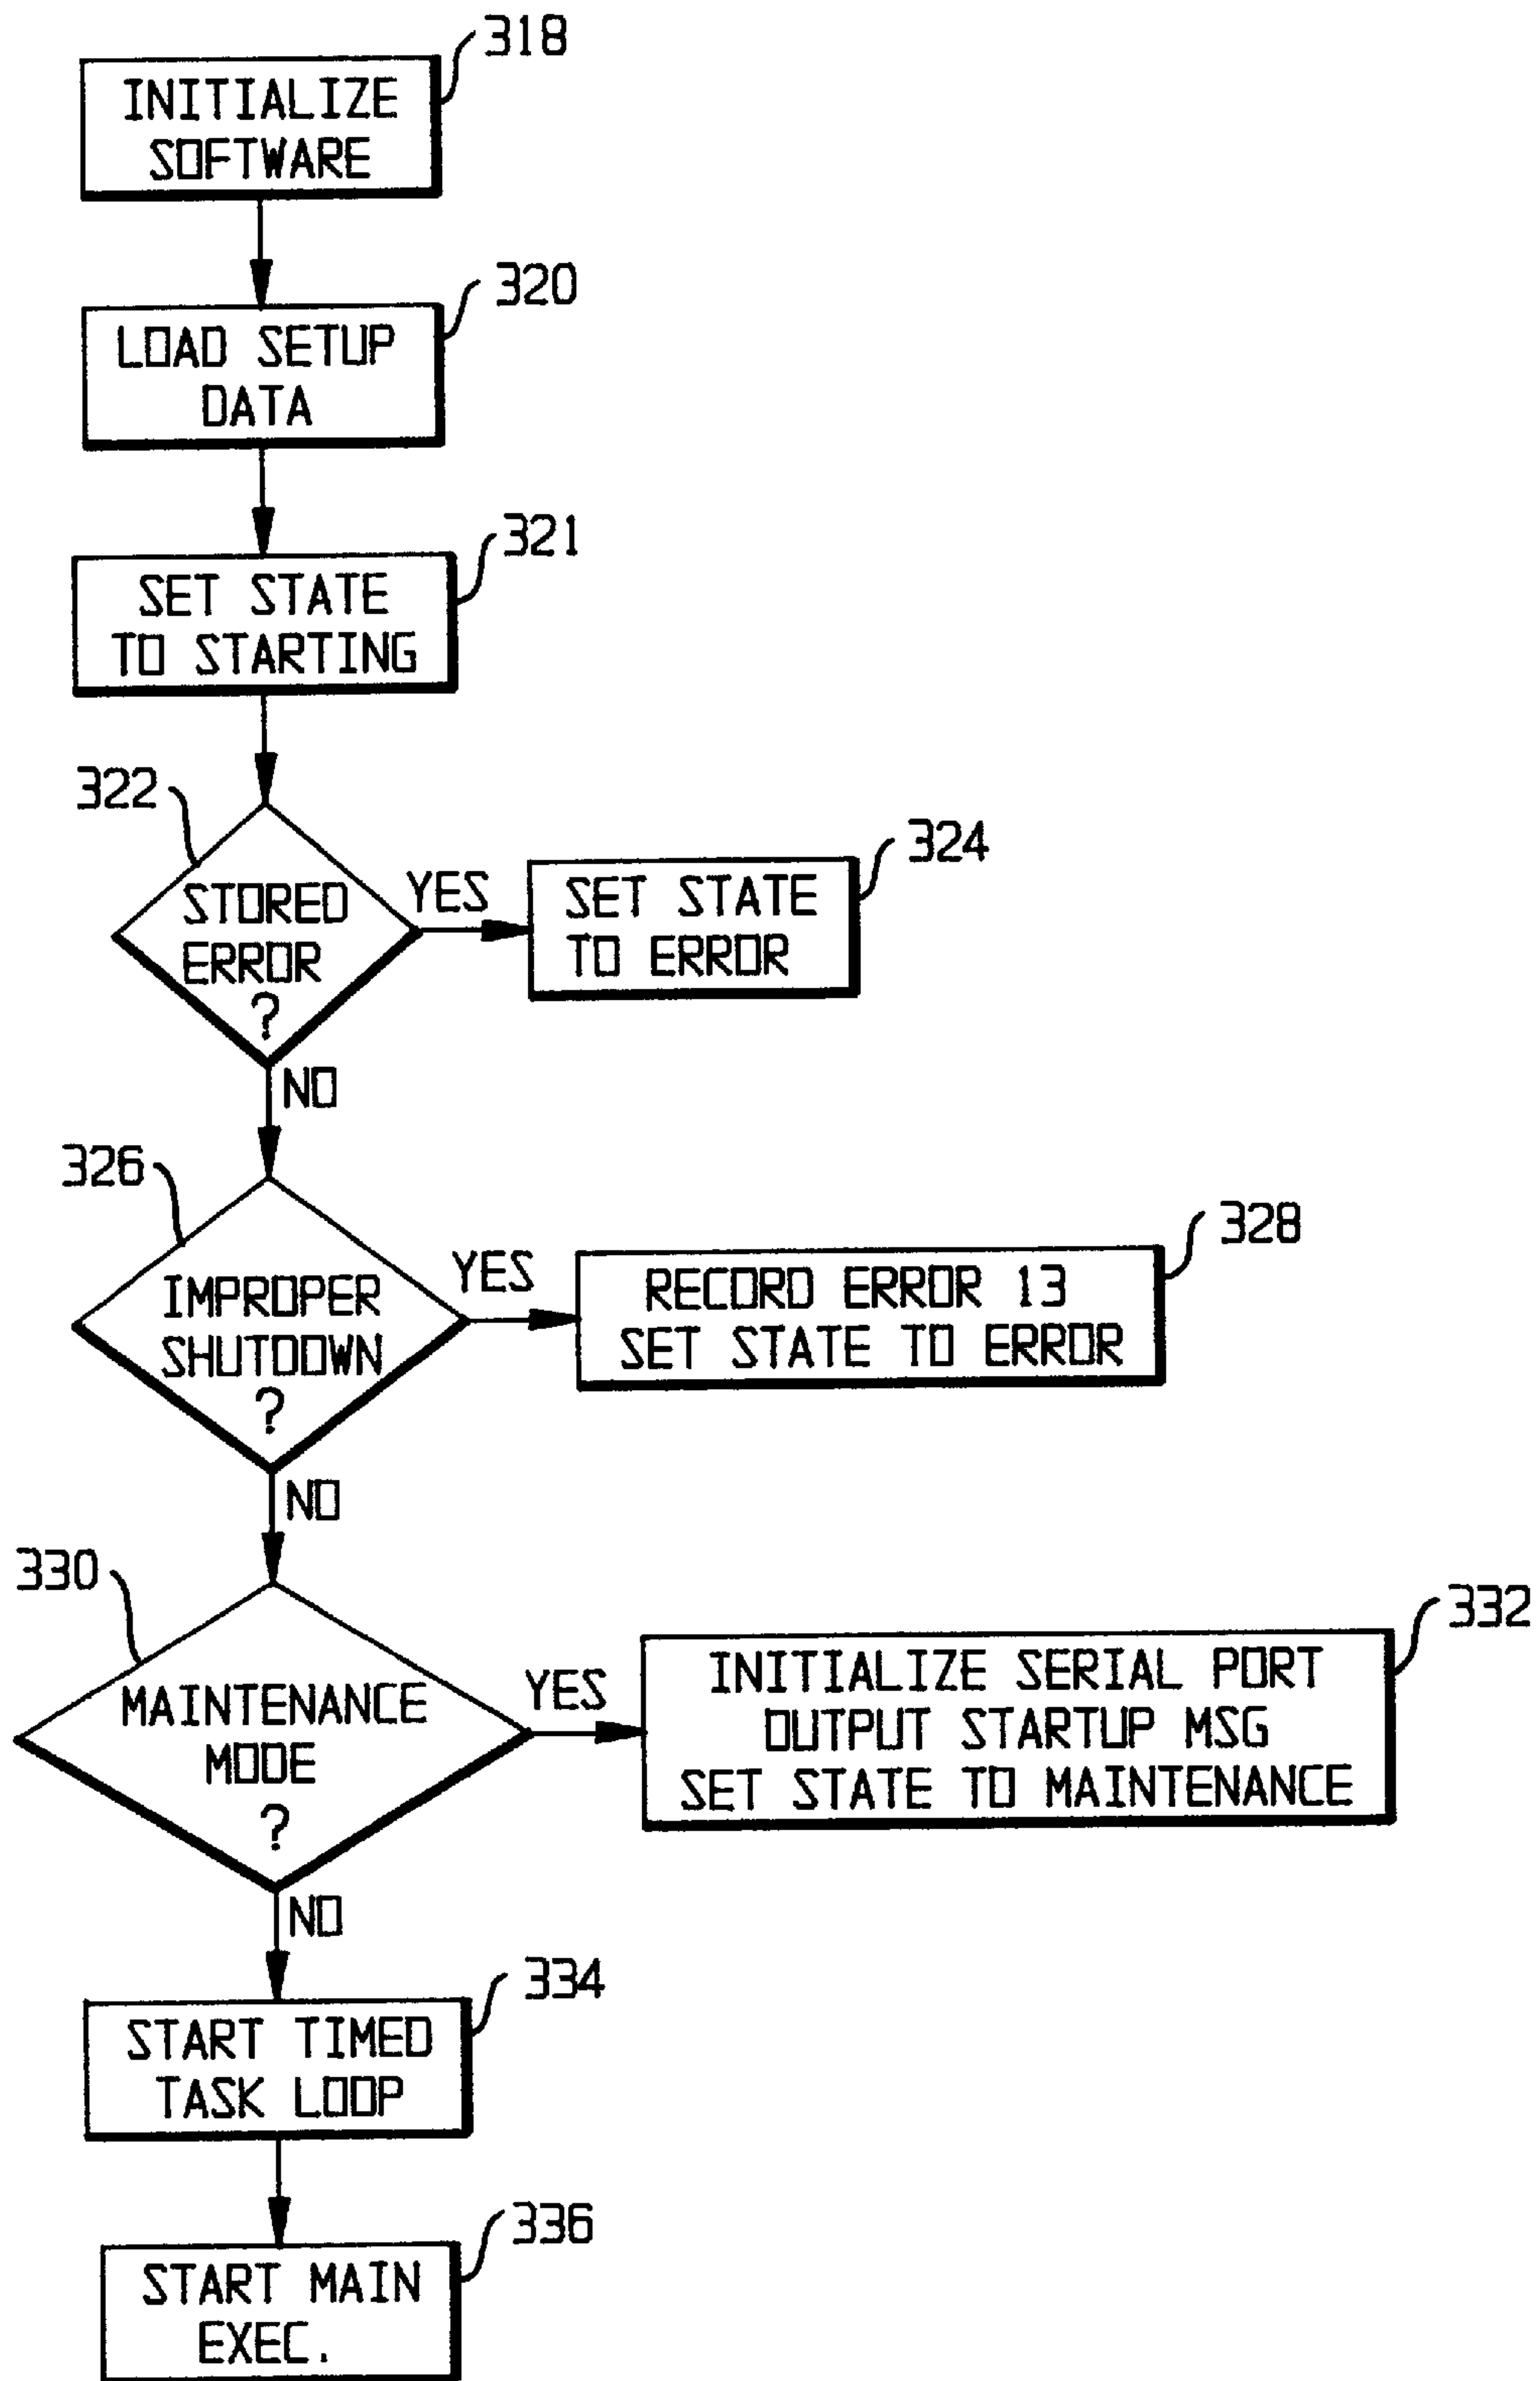 318
INITIALIZE
SOFTWARE
320
LOAD SETUP
DATA
321
SET STATE
TO STARTING
322
STORED
ERROR
?
YES
324
SET STATE
TO ERROR
NO
326
IMPROPER
SHUTDOWN
?
YES
328
RECORD ERROR 13
SET STATE TO ERROR
NO
330
MAINTENANCE
MODE
?
YES
332
INITIALIZE SERIAL PORT
OUTPUT STARTUP MSG
SET STATE TO MAINTENANCE
NO
334
START TIMED
TASK LOOP
336
START MAIN
EXEC.